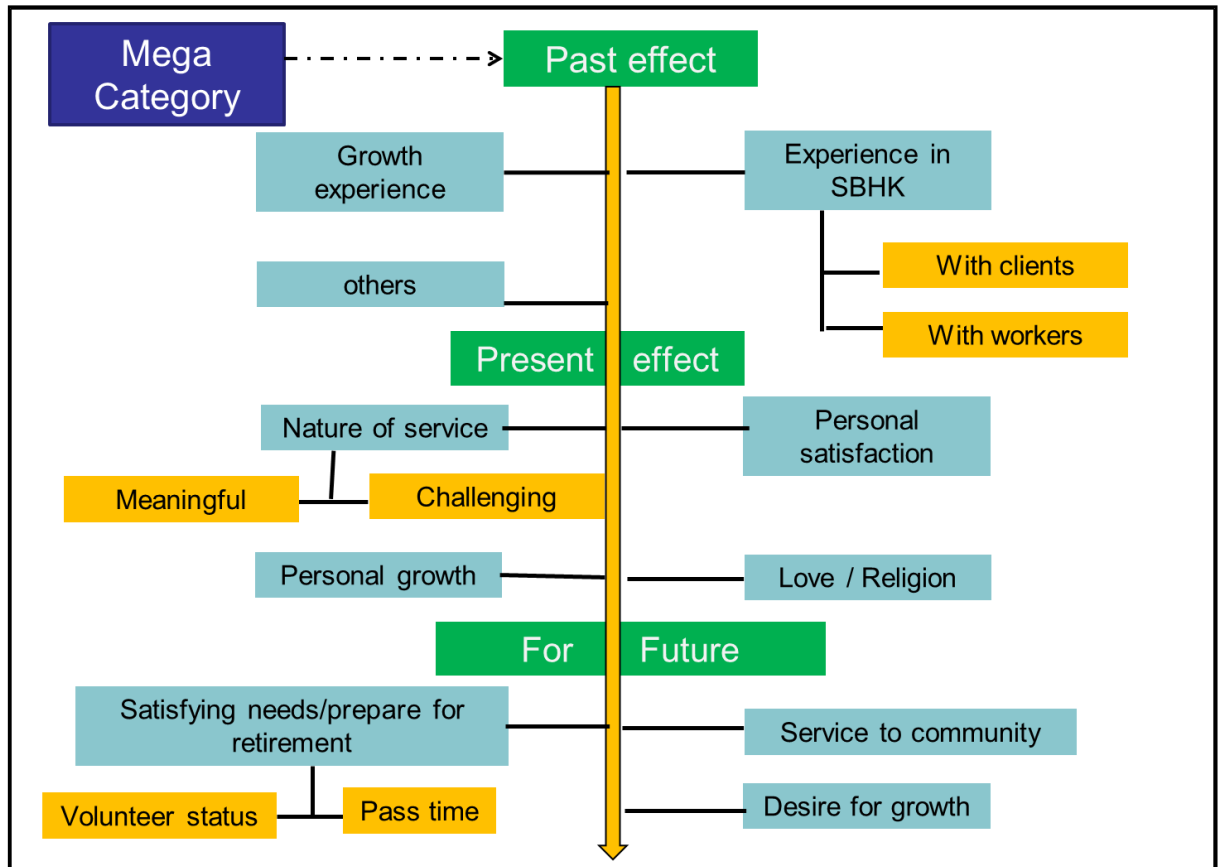 Mega
Category
Past effect
Growth
experience
Experience in
SBHK
With clients
others
With workers
Present effect
Nature of service
Personal
satisfaction
Meaningful
Challenging
Personal growth
Love / Religion
For Future
Satisfying needs/prepare for
retirement
Service to community
Volunteer status
Pass time
Desire for growth